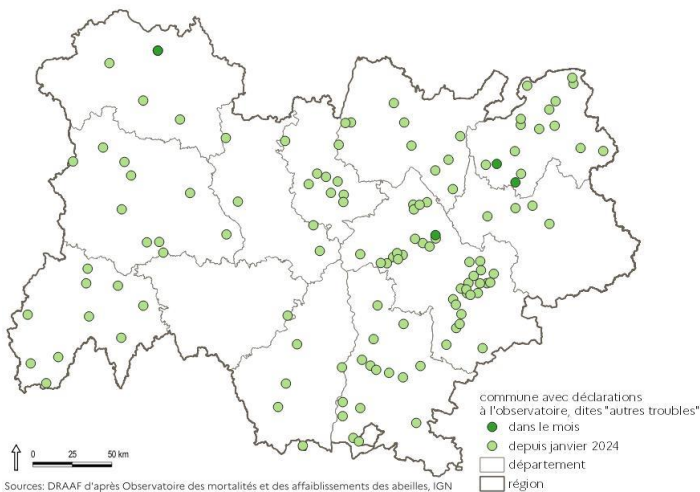 commune avec déclarations
à l'observatoire, dites "autres troubles"
dans le mois
depuis janvier 2024
département
région
0 25 50 km
Sources: DRAAF d'après Observatoire des mortalités et des affaiblissements des abeilles, IGN